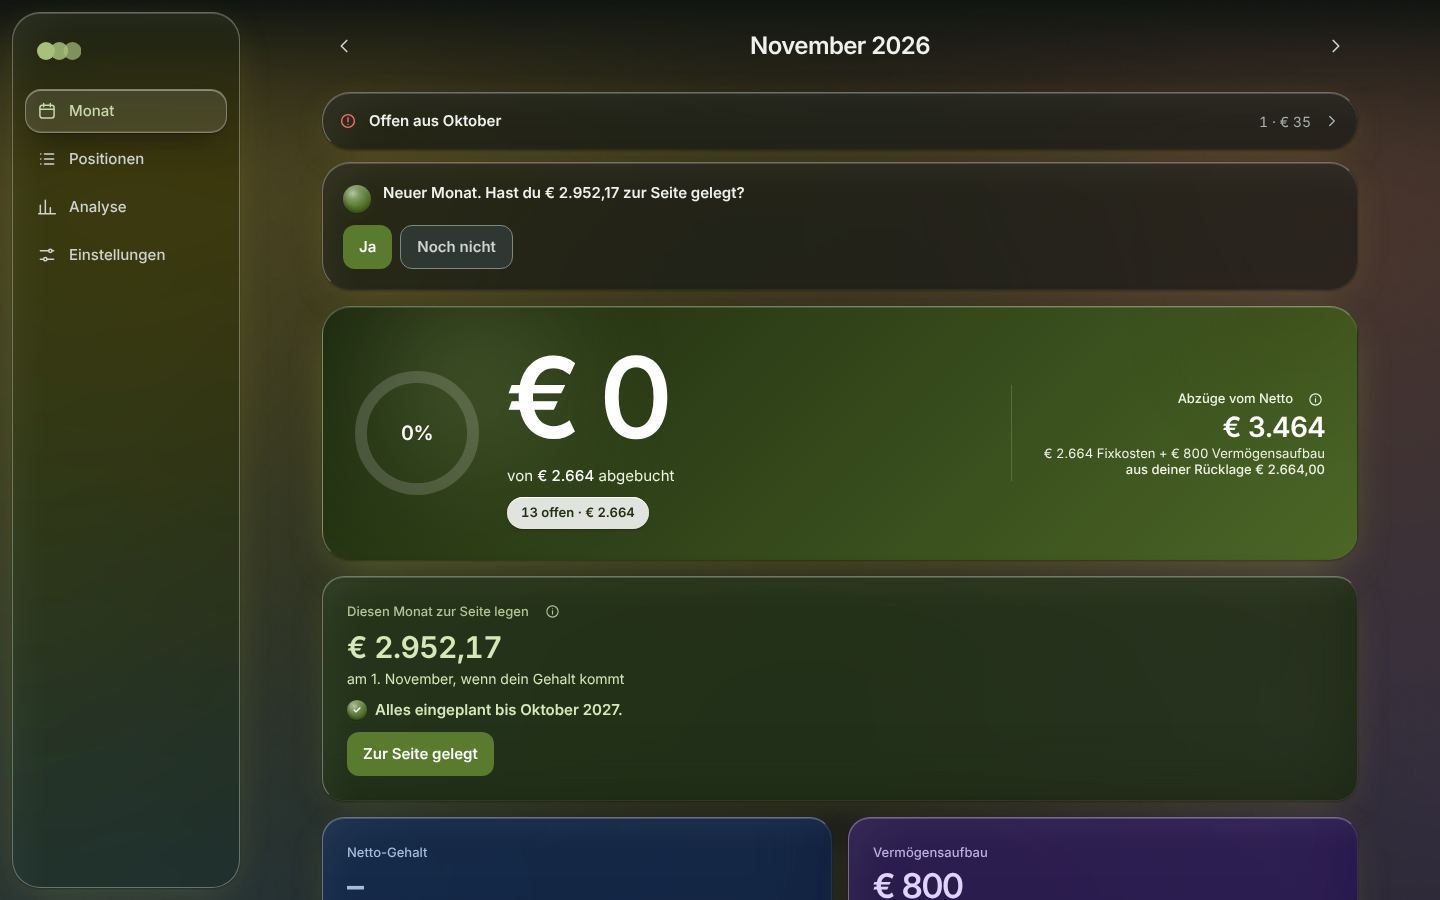 November 2026
Monat
Positionen
Analyse
Einstellungen
Offen aus Oktober
1 · € 35
Neuer Monat. Hast du € 2.952,17 zur Seite gelegt?
Ja
Noch nicht
0%
€ 0
von € 2.664 abgebucht
13 offen · € 2.664
Abzüge vom Netto
€ 3.464
€ 2.664 Fixkosten + € 800 Vermögensaufbau
aus deiner Rücklage € 2.664,00
Diesen Monat zur Seite legen
€ 2.952,17
am 1. November, wenn dein Gehalt kommt
Alles eingeplant bis Oktober 2027.
Zur Seite gelegt
Netto-Gehalt
–
Vermögensaufbau
€ 800